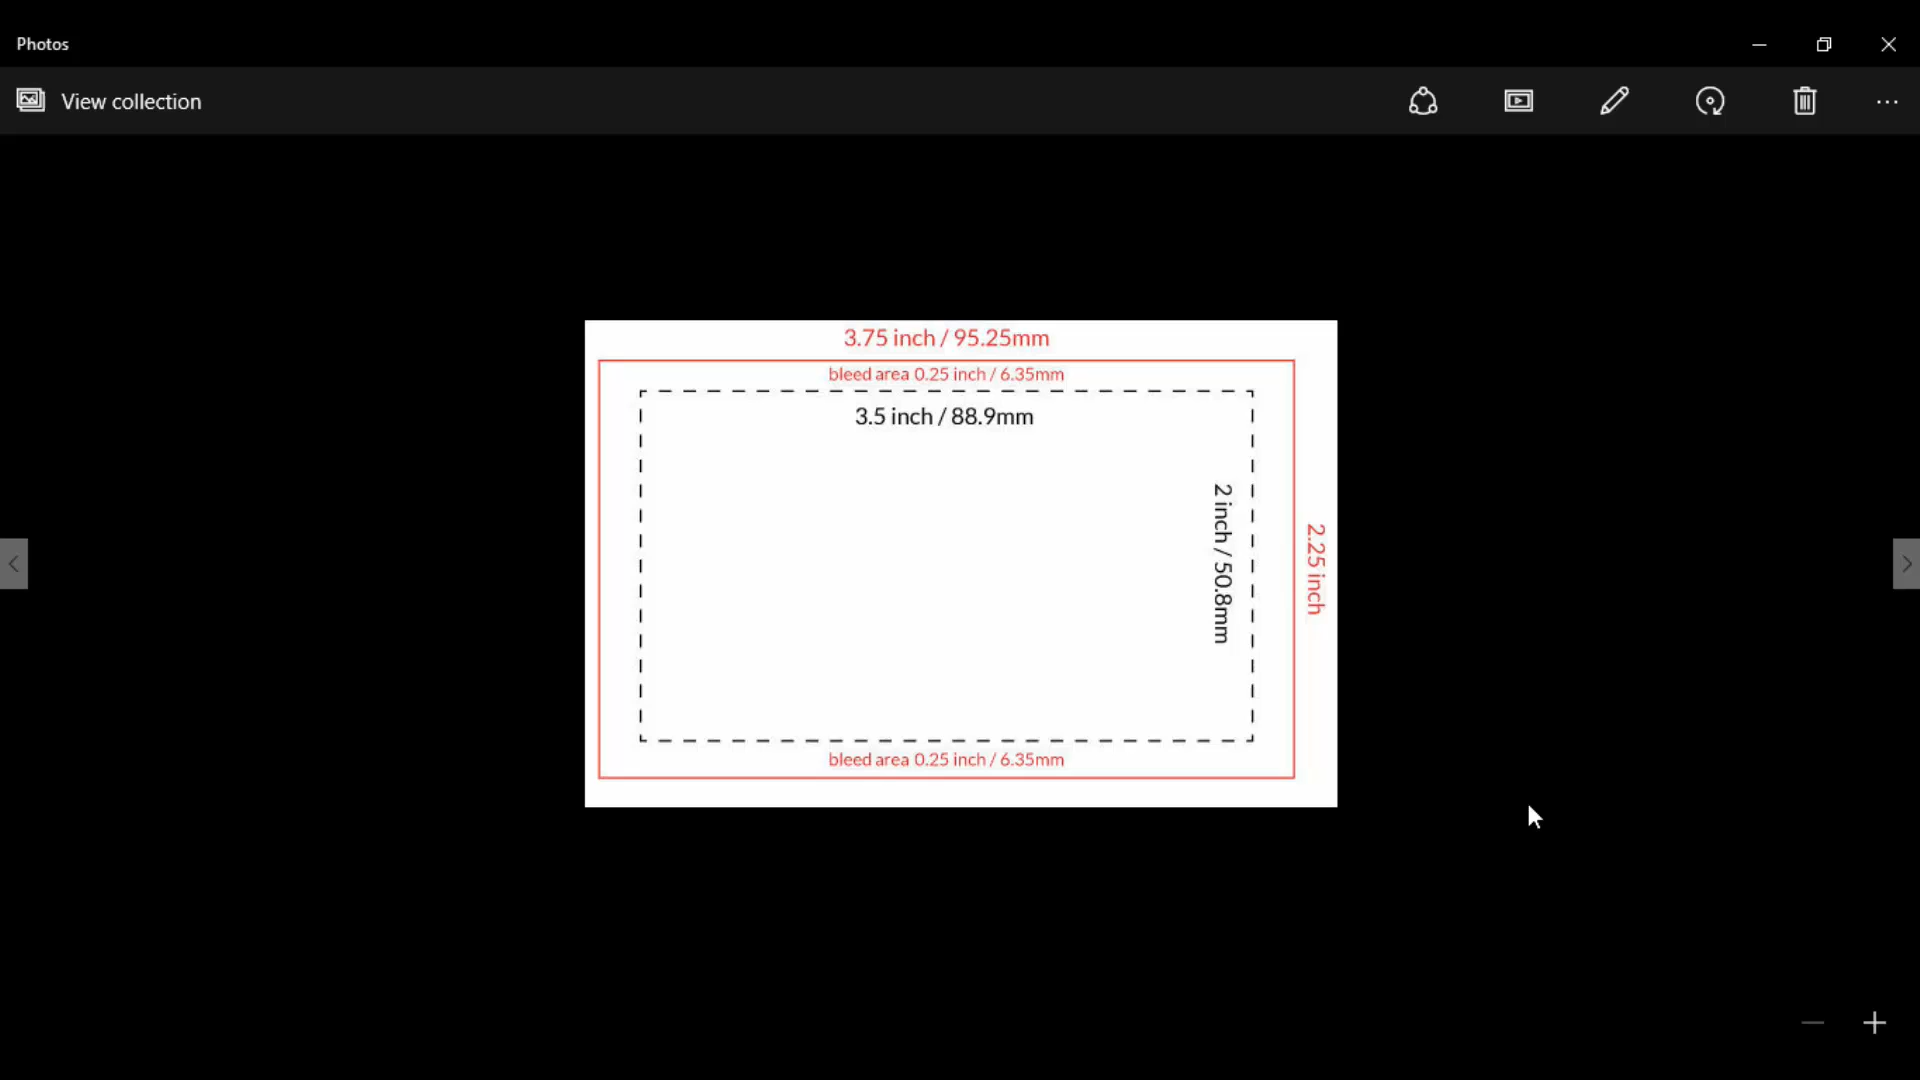 Photos
View collection
3.75 inch / 95.25mm
bleed area 0.25 inch / 6.35mm
3.5 inch / 88.9mm
2 inch / 50.8mm
2.25 inch
bleed area 0.25 inch / 6.35mm